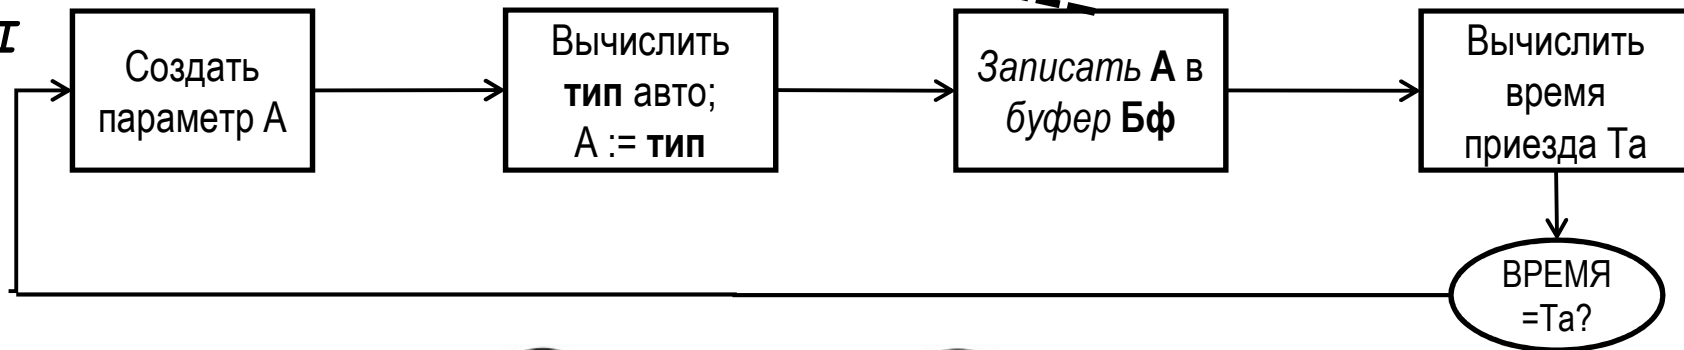 I
Создать
параметр А
Вычислить
тип авто;
А := тип
Записать А в
буфер Бф
Вычислить
время
приезда Та
ВРЕМЯ
=Та?